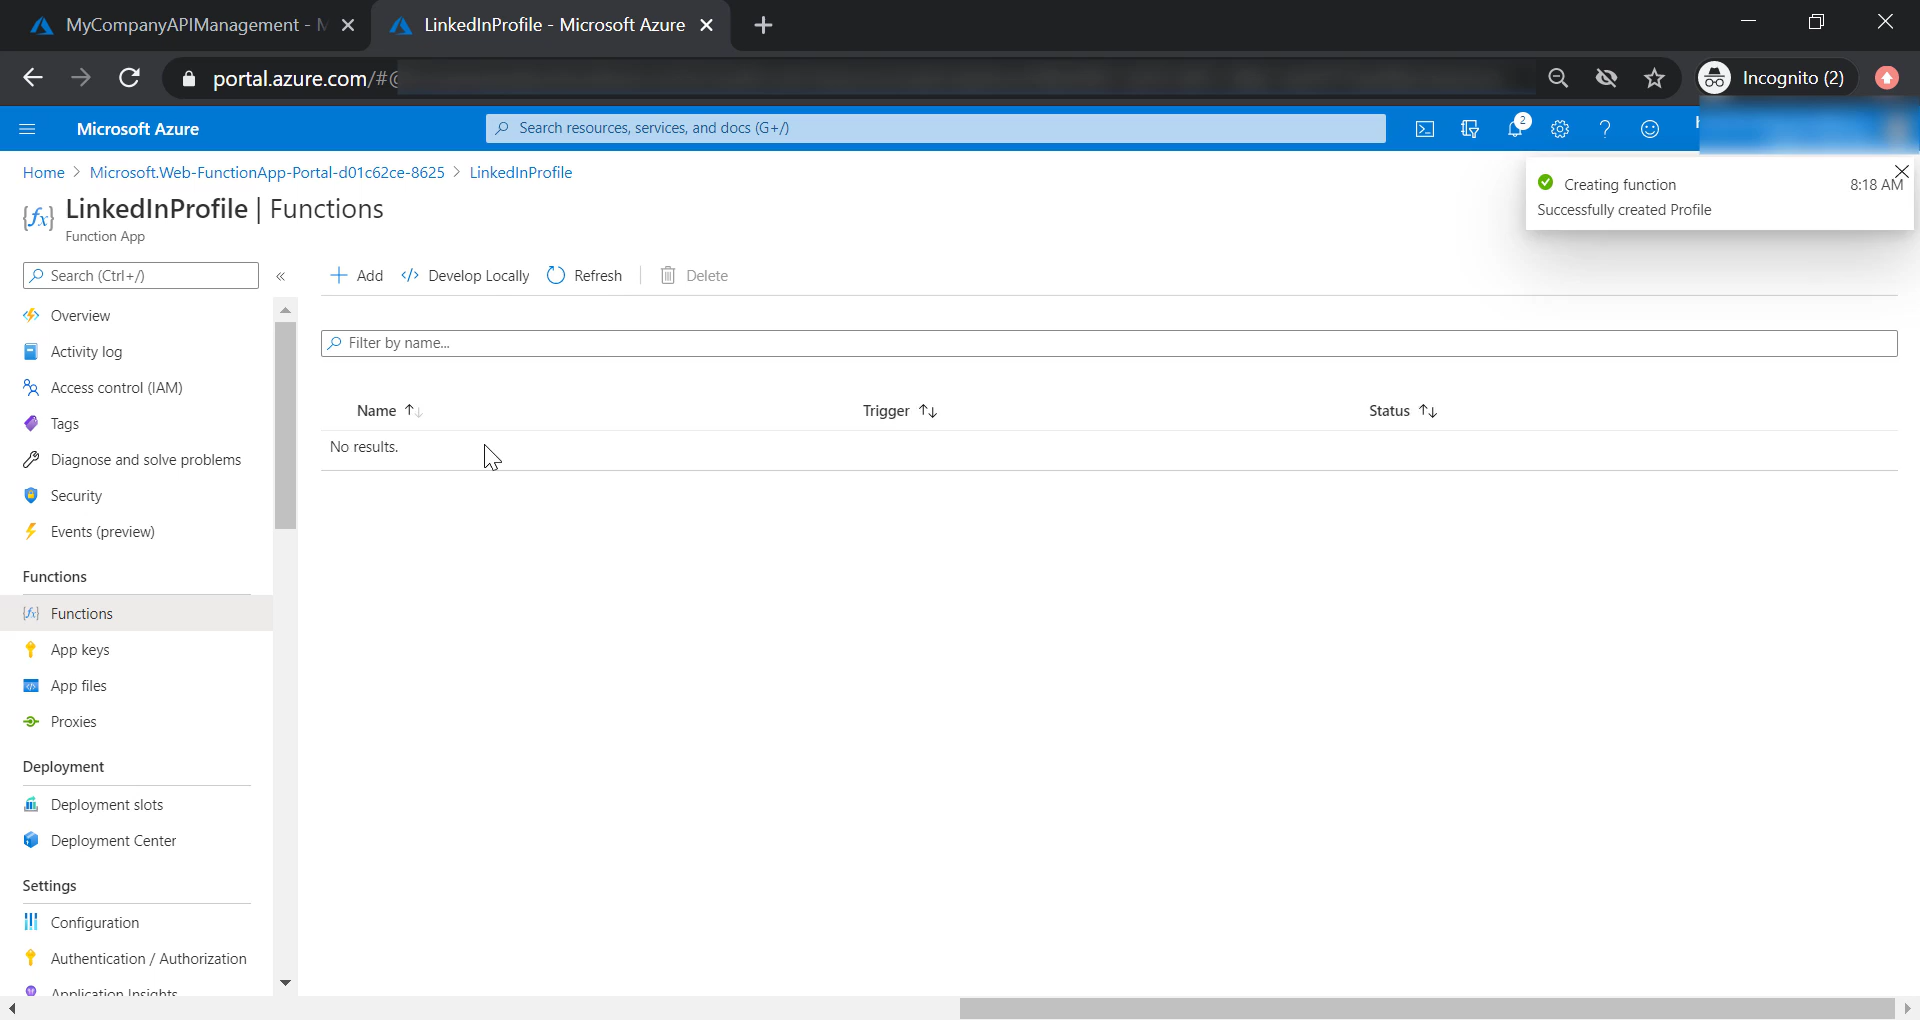 MyCompanyAPIManagement -
LinkedInProfile - Microsoft Azure
portal.azure.com/#@
Incognito (2)
Microsoft Azure
Search resources, services, and docs (G+/)
2
Home > Microsoft.Web-FunctionApp-Portal-d01c62ce-8625 > LinkedInProfile
Creating function 8:18 AM
Successfully created Profile
LinkedInProfile | Functions
Function App
Search (Ctrl+/)
«
Add
Develop Locally
Refresh
Delete
Overview
Activity log
Access control (IAM)
Tags
Diagnose and solve problems
Security
Events (preview)
Functions
Functions
App keys
App files
Proxies
Deployment
Deployment slots
Deployment Center
Settings
Configuration
Authentication / Authorization
Application Insights
Filter by name...
Name ↑↓ Trigger ↑↓ Status ↑↓
No results.